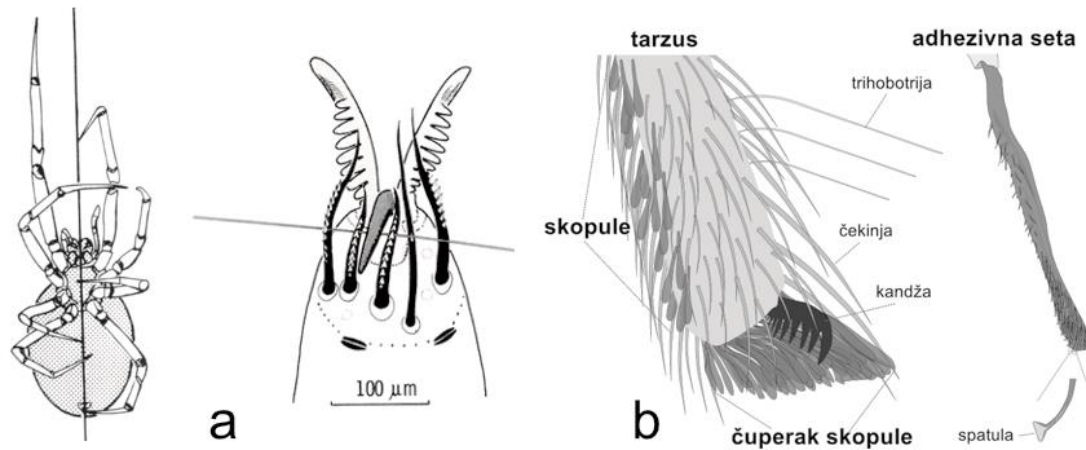 a
100 μm
tarzus
adhezivna seta
trihobotrija
skopule
čekinja
kandža
b
čuperak skopule
spatula